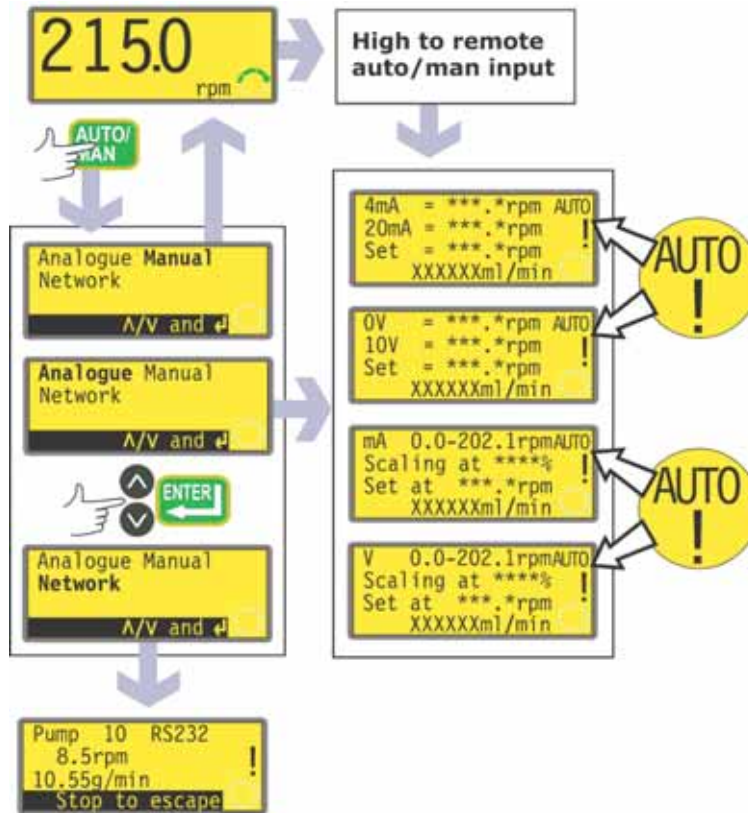 215.0
rpm
High to remote
auto/man input
AUTO/
MAN
Analogue Manual
Network
∧/∨ and ↵
Analogue Manual
Network
∧/∨ and ↵
ENTER
Analogue Manual
Network
∧/∨ and ↵
Pump 10 RS232
8.5rpm
10.55g/min
!
Stop to escape
4mA = ***.*rpm AUTO
20mA = ***.*rpm !
Set = ***.*rpm
XXXXXXml/min
0V = ***.*rpm AUTO
10V = ***.*rpm !
Set = ***.*rpm
XXXXXXml/min
AUTO
!
mA 0.0-202.1rpmAUTO
Scaling at ****% !
Set at ***.*rpm
XXXXXXml/min
V 0.0-202.1rpmAUTO
Scaling at ****% !
Set at ***.*rpm
XXXXXXml/min
AUTO
!